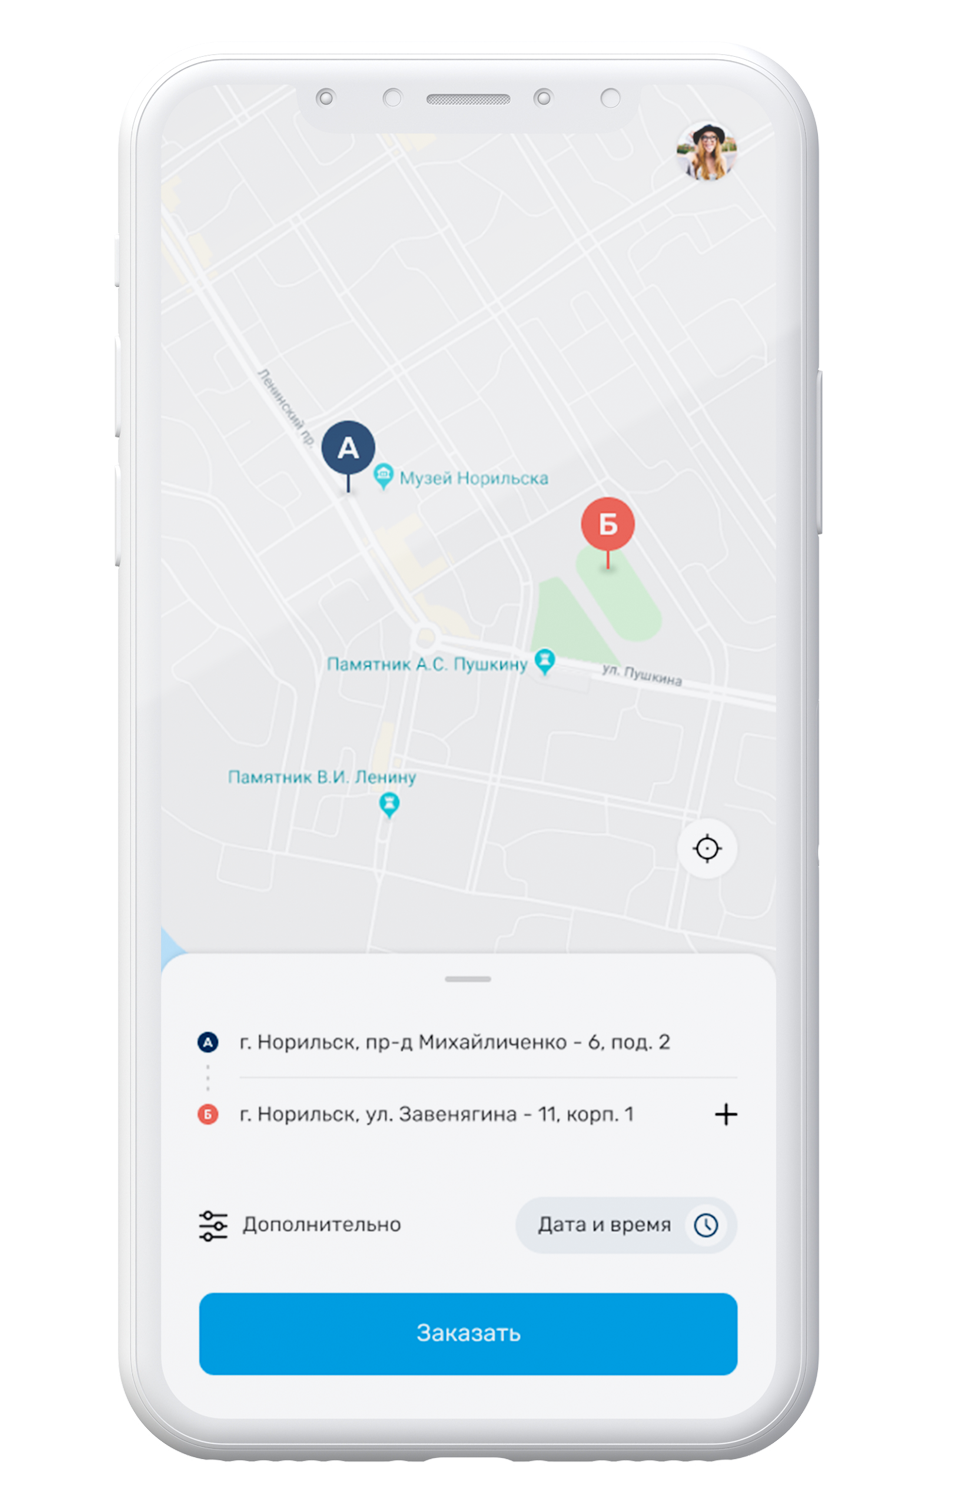 Ленинский пр.
А
Музей Норильска
Б
Памятник А.С. Пушкину
ул. Пушкина
Памятник В.И. Ленину
А г. Норильск, пр-д Михайличенко - 6, под. 2
Б г. Норильск, ул. Завенягина - 11, корп. 1
Дополнительно
Дата и время
Заказать